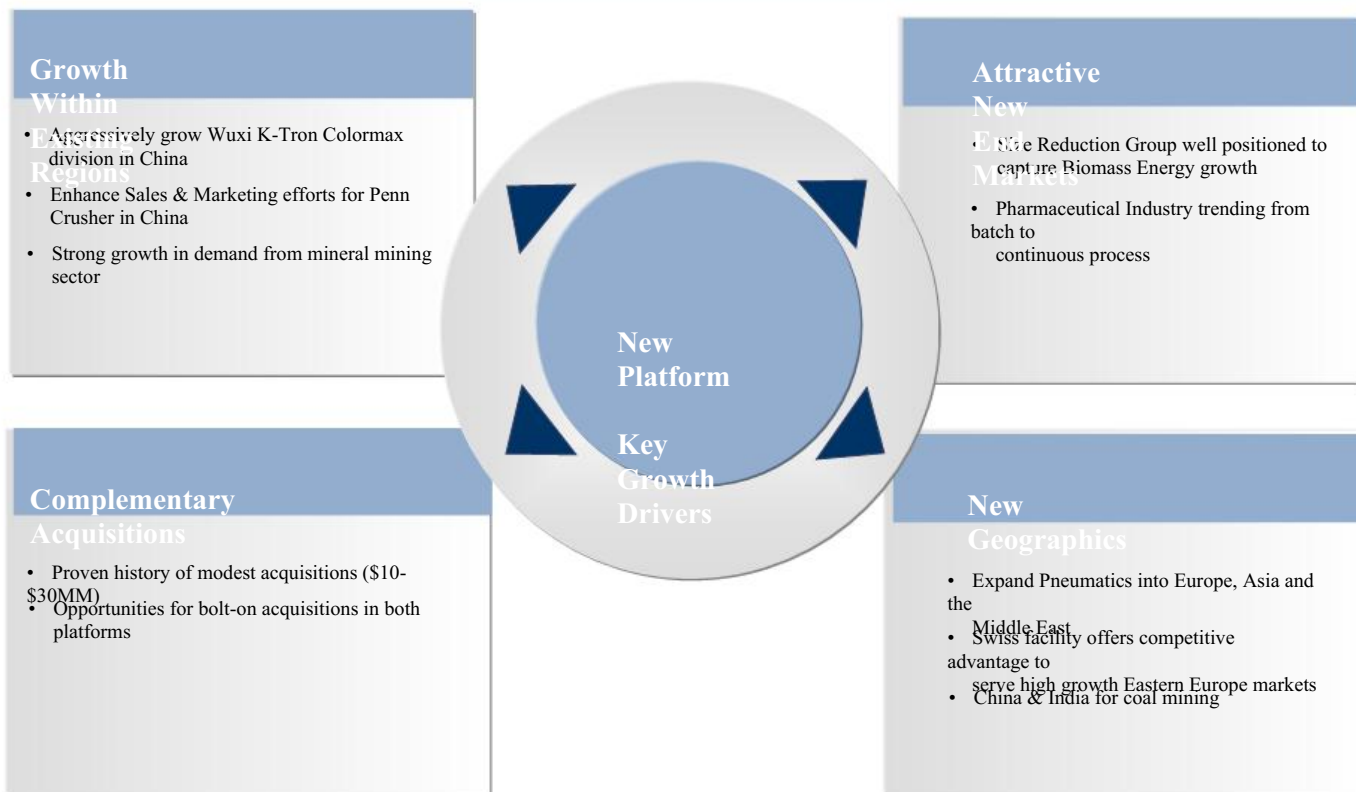 Growth
Within
Existing
Regions
• Aggressively grow Wuxi K-Tron Colormax
division in China
• Enhance Sales & Marketing efforts for Penn
Crusher in China
• Strong growth in demand from mineral mining
sector
Attractive
New
End
Markets
• Size Reduction Group well positioned to
capture Biomass Energy growth
• Pharmaceutical Industry trending from
batch to
continuous process
New
Platform
Key
Growth
Drivers
Complementary
Acquisitions
• Proven history of modest acquisitions ($10-
$30MM)
• Opportunities for bolt-on acquisitions in both
platforms
New
Geographics
• Expand Pneumatics into Europe, Asia and
the
Middle East
• Swiss facility offers competitive
advantage to
serve high growth Eastern Europe markets
• China & India for coal mining